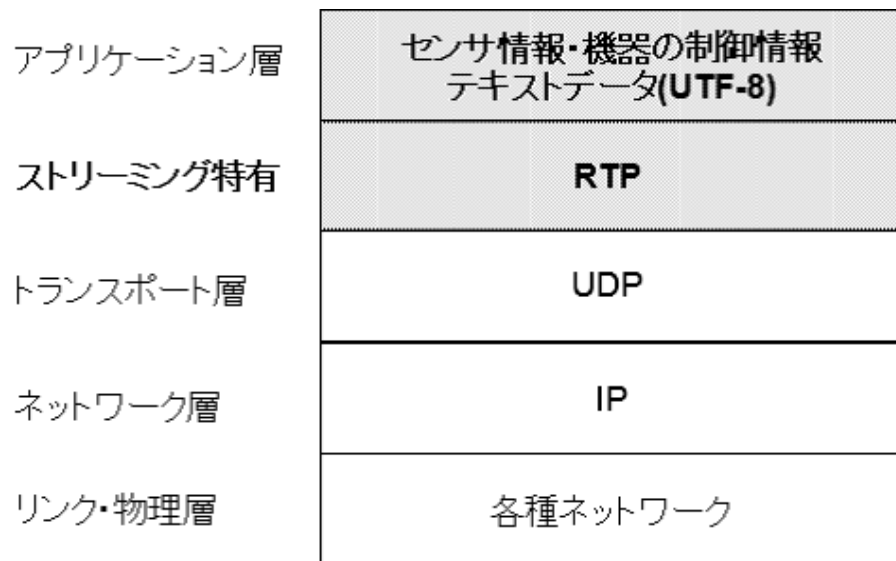 アプリケーション層
センサ情報・機器の制御情報
テキストデータ(UTF-8)
ストリーミング特有
RTP
トランスポート層
UDP
ネットワーク層
IP
リンク・物理層
各種ネットワーク